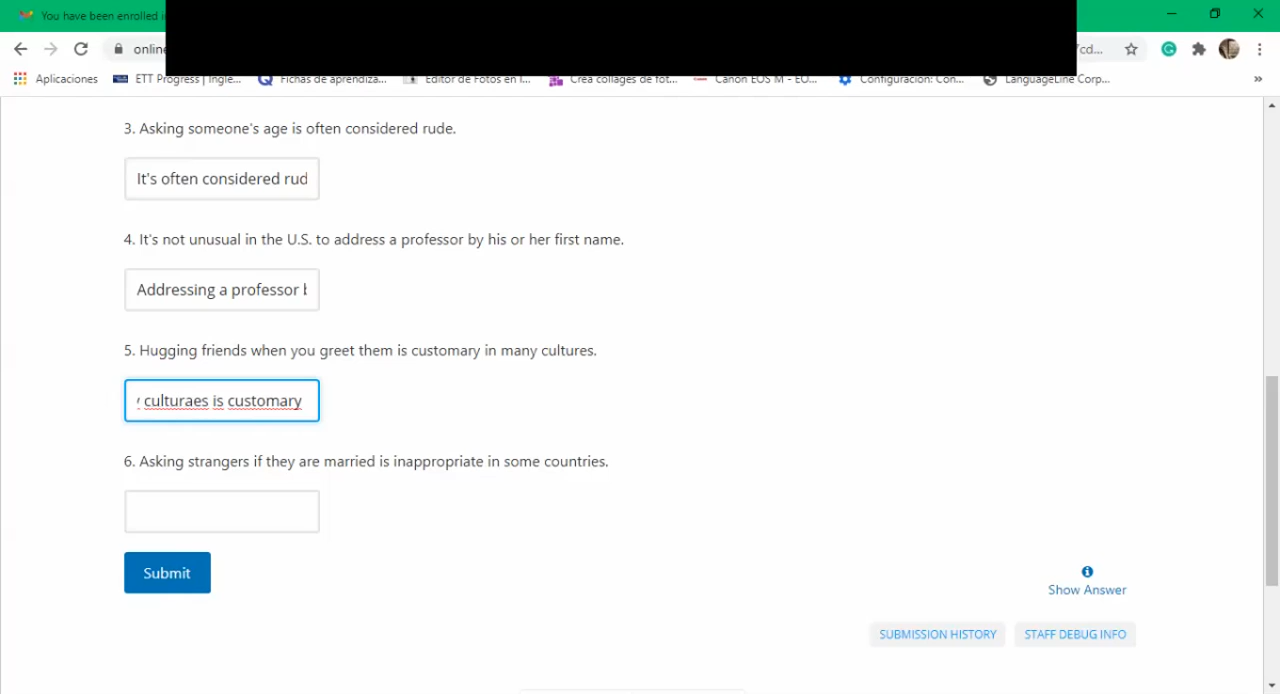 You have been enrolled i
online
/cd...
Aplicaciones ETT Progress | Ingle... Fichas de aprendiza... Editor de Fotos en l... Crea collages de fot... Canon EOS M - EO... Configuración: Con... LanguageLine Corp... »
3. Asking someone's age is often considered rude.
It's often considered rud
4. It's not unusual in the U.S. to address a professor by his or her first name.
Addressing a professor
5. Hugging friends when you greet them is customary in many cultures.
culturaes is customary
6. Asking strangers if they are married is inappropriate in some countries.
Submit
Show Answer
SUBMISSION HISTORY STAFF DEBUG INFO